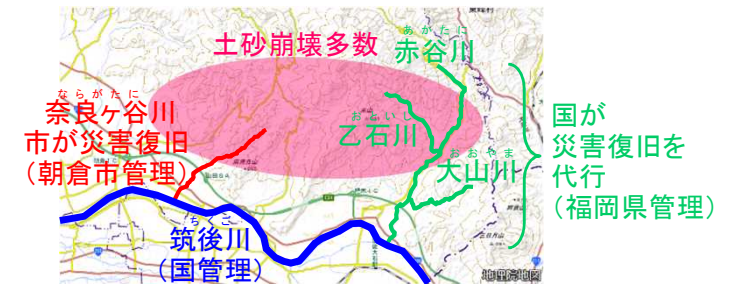 土砂崩壊多数
あかたに
赤谷川
ならがたに
奈良ヶ谷川
市が災害復旧
(朝倉市管理)
おといし
乙石川
おおやま
大山川
国が
災害復旧を
代行
(福岡県管理)
ちくご
筑後川
(国管理)
地理院地図